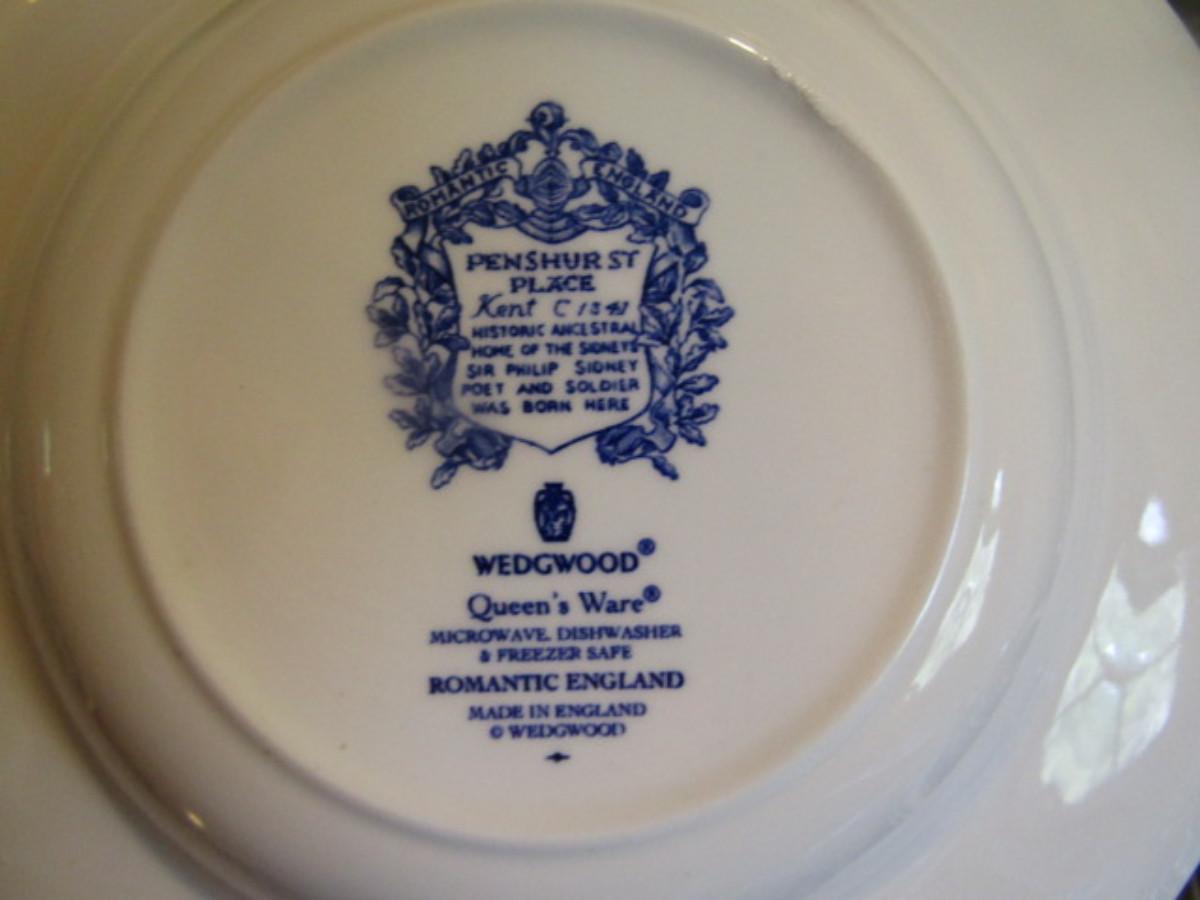 ROMANTIC ENGLAND
PENSHURST
PLACE
Kent C 1341
HISTORIC ANCESTRAL
HOME OF THE SIDNEYS
SIR PHILIP SIDNEY
POET AND SOLDIER
WAS BORN HERE
WEDGWOOD®
Queen's Ware®
MICROWAVE, DISHWASHER
& FREEZER SAFE
ROMANTIC ENGLAND
MADE IN ENGLAND
© WEDGWOOD